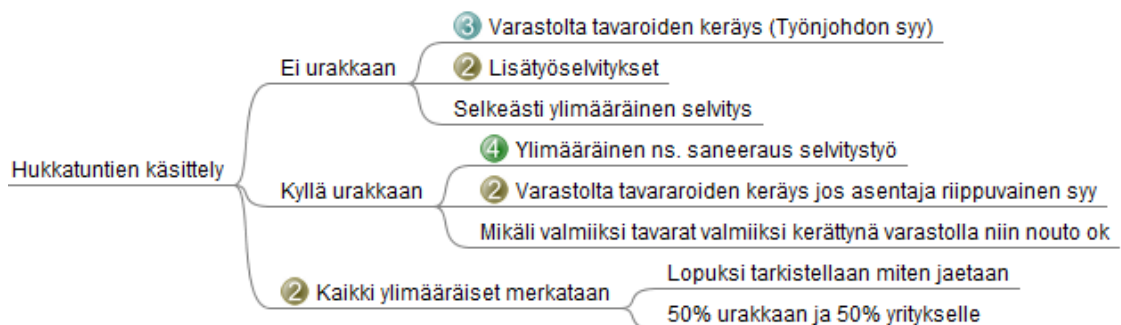 3 Varastolta tavaroiden keräys (Työnjohdon syy)
Ei urakkaan
2 Lisätyöselvitykset
Selkeästi ylimääräinen selvitys
4 Ylimääräinen ns. saneeraus selvitystyö
Hukkatuntien käsittely
Kyllä urakkaan
2 Varastolta tavararoiden keräys jos asentaja riippuvainen syy
Mikäli valmiiksi tavarat valmiiksi kerättynä varastolla niin nouto ok
Lopuksi tarkistellaan miten jaetaan
2 Kaikki ylimääräiset merkataan
50% urakkaan ja 50% yritykselle